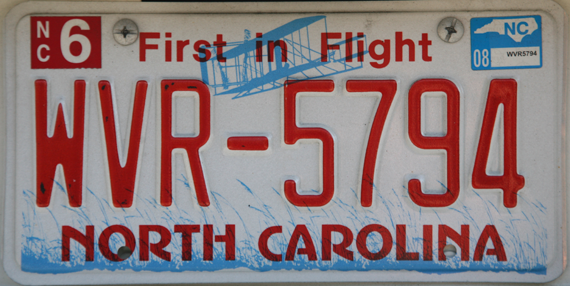 NC 6 First in Flight NC
08 WVR5794
WVR-5794
NORTH CAROLINA